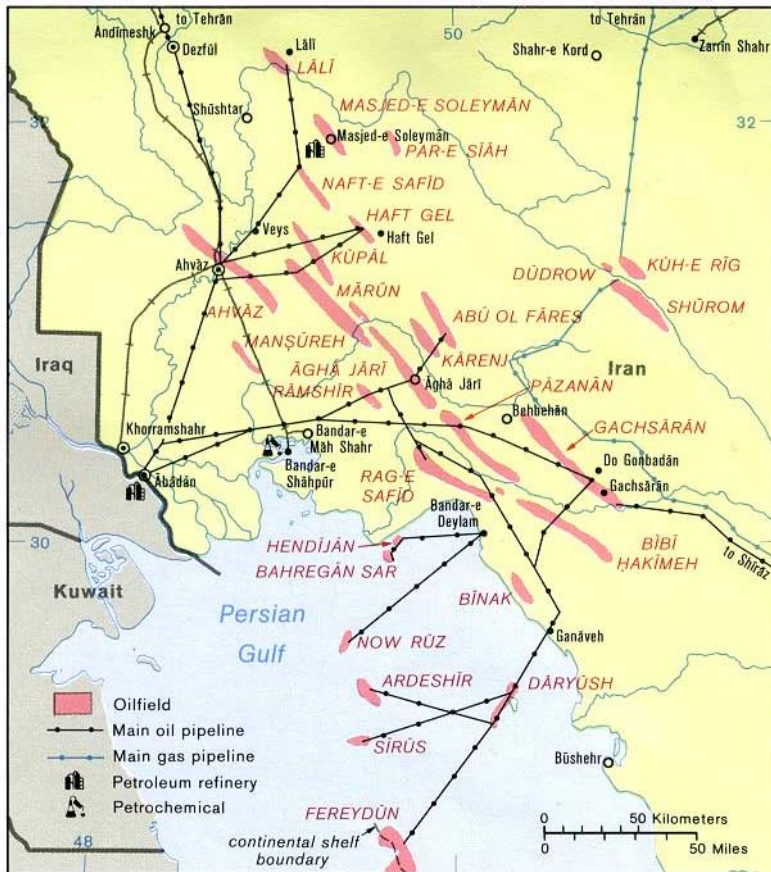 to Tehrān
Andīmeshk
Dezfūl
Lālī
LĀLĪ
50
to Tehrān
Zarrīn Shahr
Shahr-e Kord
Shūshtar
32
MASJED-E SOLEYMĀN
Masjed-e Soleymān
32
PAR-E SĪĀH
NAFT-E SAFĪD
HAFT GEL
Veys
Haft Gel
KŪPĀL
Ahvāz
DŪDROW
KŪH-E RĪG
MĀRŪN
SHŪROM
AHVĀZ
ABŪ OL FĀRES
MANṢŪREH
KĀRENJ
Iraq
ĀGHĀ JĀRĪ
Āghā Jārī
Iran
RĀMSHĪR
PĀZANĀN
Behbehān
GACHSĀRĀN
Khorramshahr
Bandar-e
Māh Shahr
Bandar-e
Shāhpūr
Do Gonbadān
Ābādān
RAG-E
SAFĪD
Gachsārān
Bandar-e
Deylam
30
HENDĪJĀN
BĪBĪ
ḤAKĪMEH
to Shīrāz
BAHREGĀN SAR
Kuwait
BĪNAK
Persian
Gulf
NOW RŪZ
Ganāveh
ARDESHĪR
DĀRYŪSH
Oilfield
Main oil pipeline
SĪRŪS
Main gas pipeline
Būshehr
Petroleum refinery
Petrochemical
FEREYDŪN
0 50 Kilometers
continental shelf
boundary
0 50 Miles
48